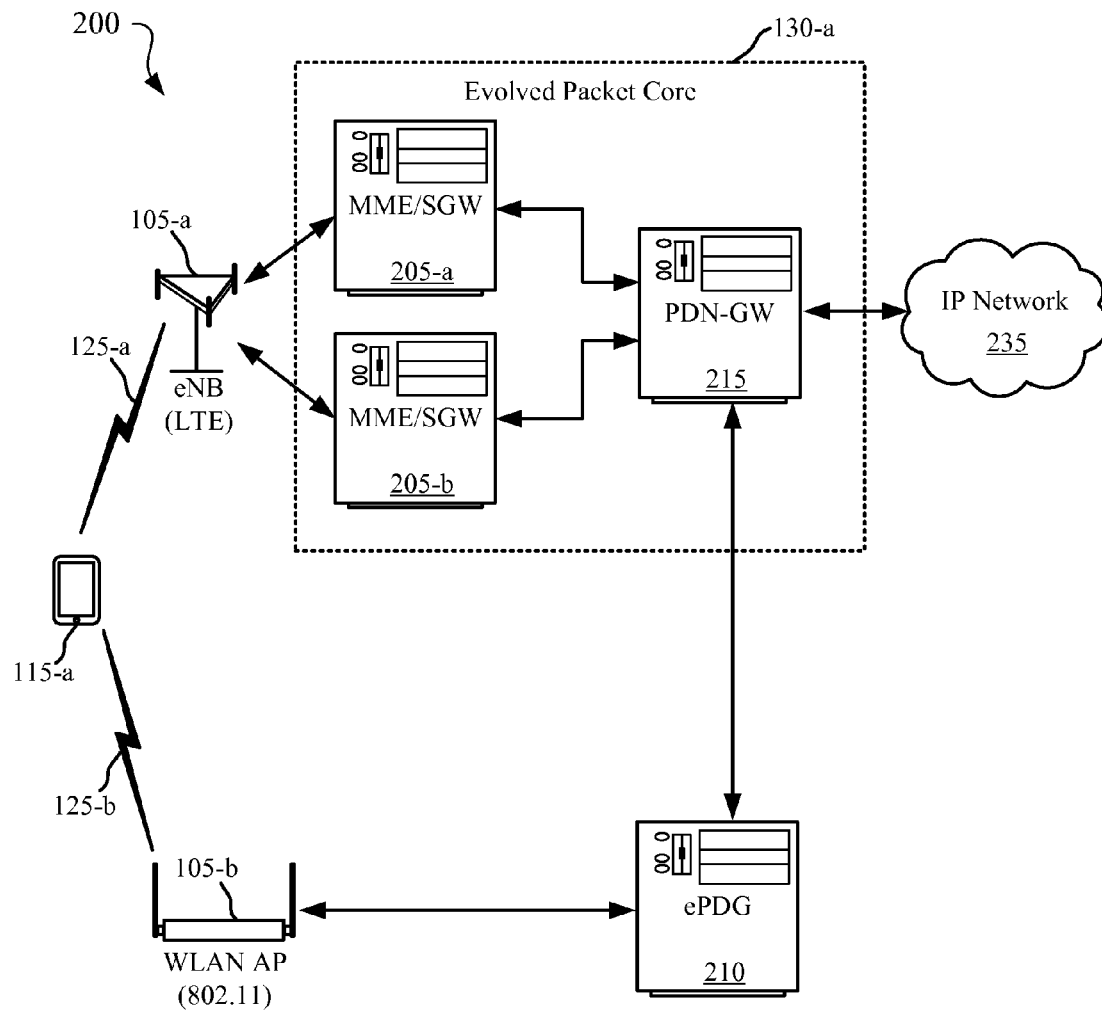 200
130-a
Evolved Packet Core
MME/SGW
205-a
105-a
125-a
eNB
(LTE)
MME/SGW
205-b
PDN-GW
215
IP Network
235
115-a
125-b
105-b
WLAN AP
(802.11)
ePDG
210